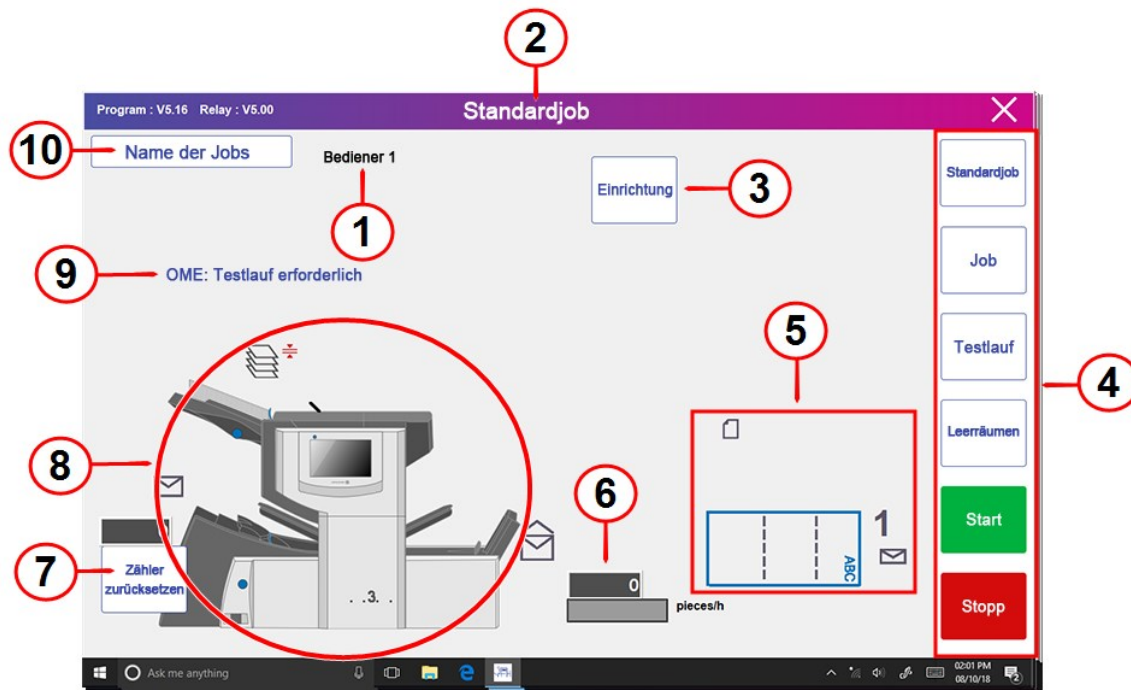 2
Program : V5.16 Relay : V5.00
Standardjob
10
Name der Jobs
Bediener 1
1
Einrichtung
3
Standardjob
9
OME: Testlauf erforderlich
Job
5
Testlauf
4
8
Leerräumen
6
1
ABC
Start
7
Zähler
zurücksetzen
. .3. .
0
pieces/h
Stopp
Ask me anything
02:01 PM
08/10/18
2